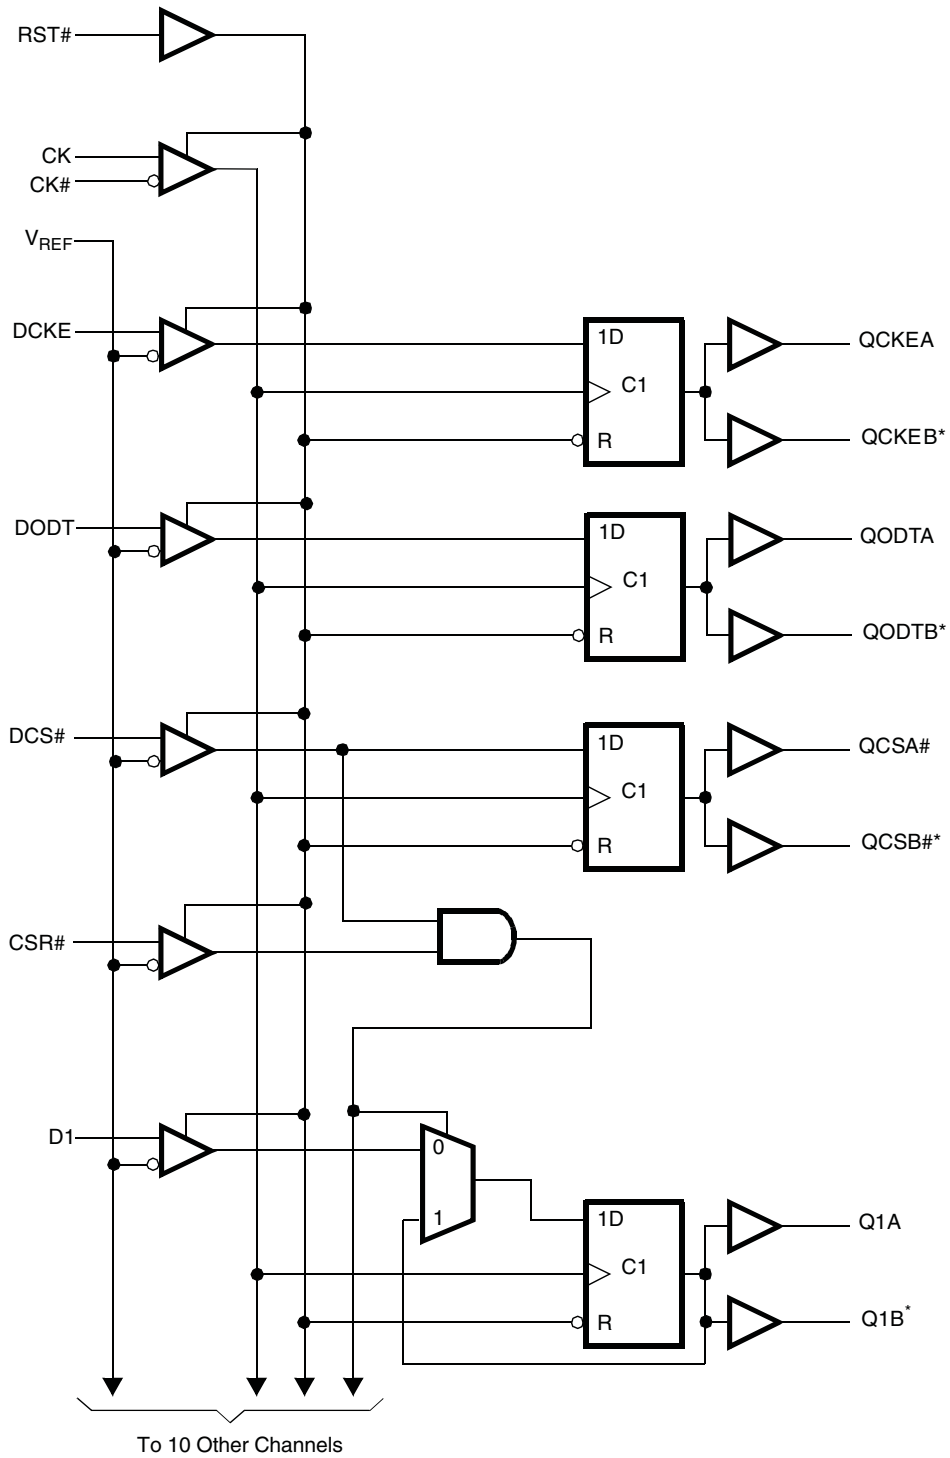 RST#
CK
CK#
VREF
DCKE
1D
C1
R
QCKEA
QCKEB*
DODT
1D
C1
R
QODTA
QODTB*
DCS#
1D
C1
R
QCSA#
QCSB#*
CSR#
D1
0
1
1D
C1
R
Q1A
Q1B*
To 10 Other Channels